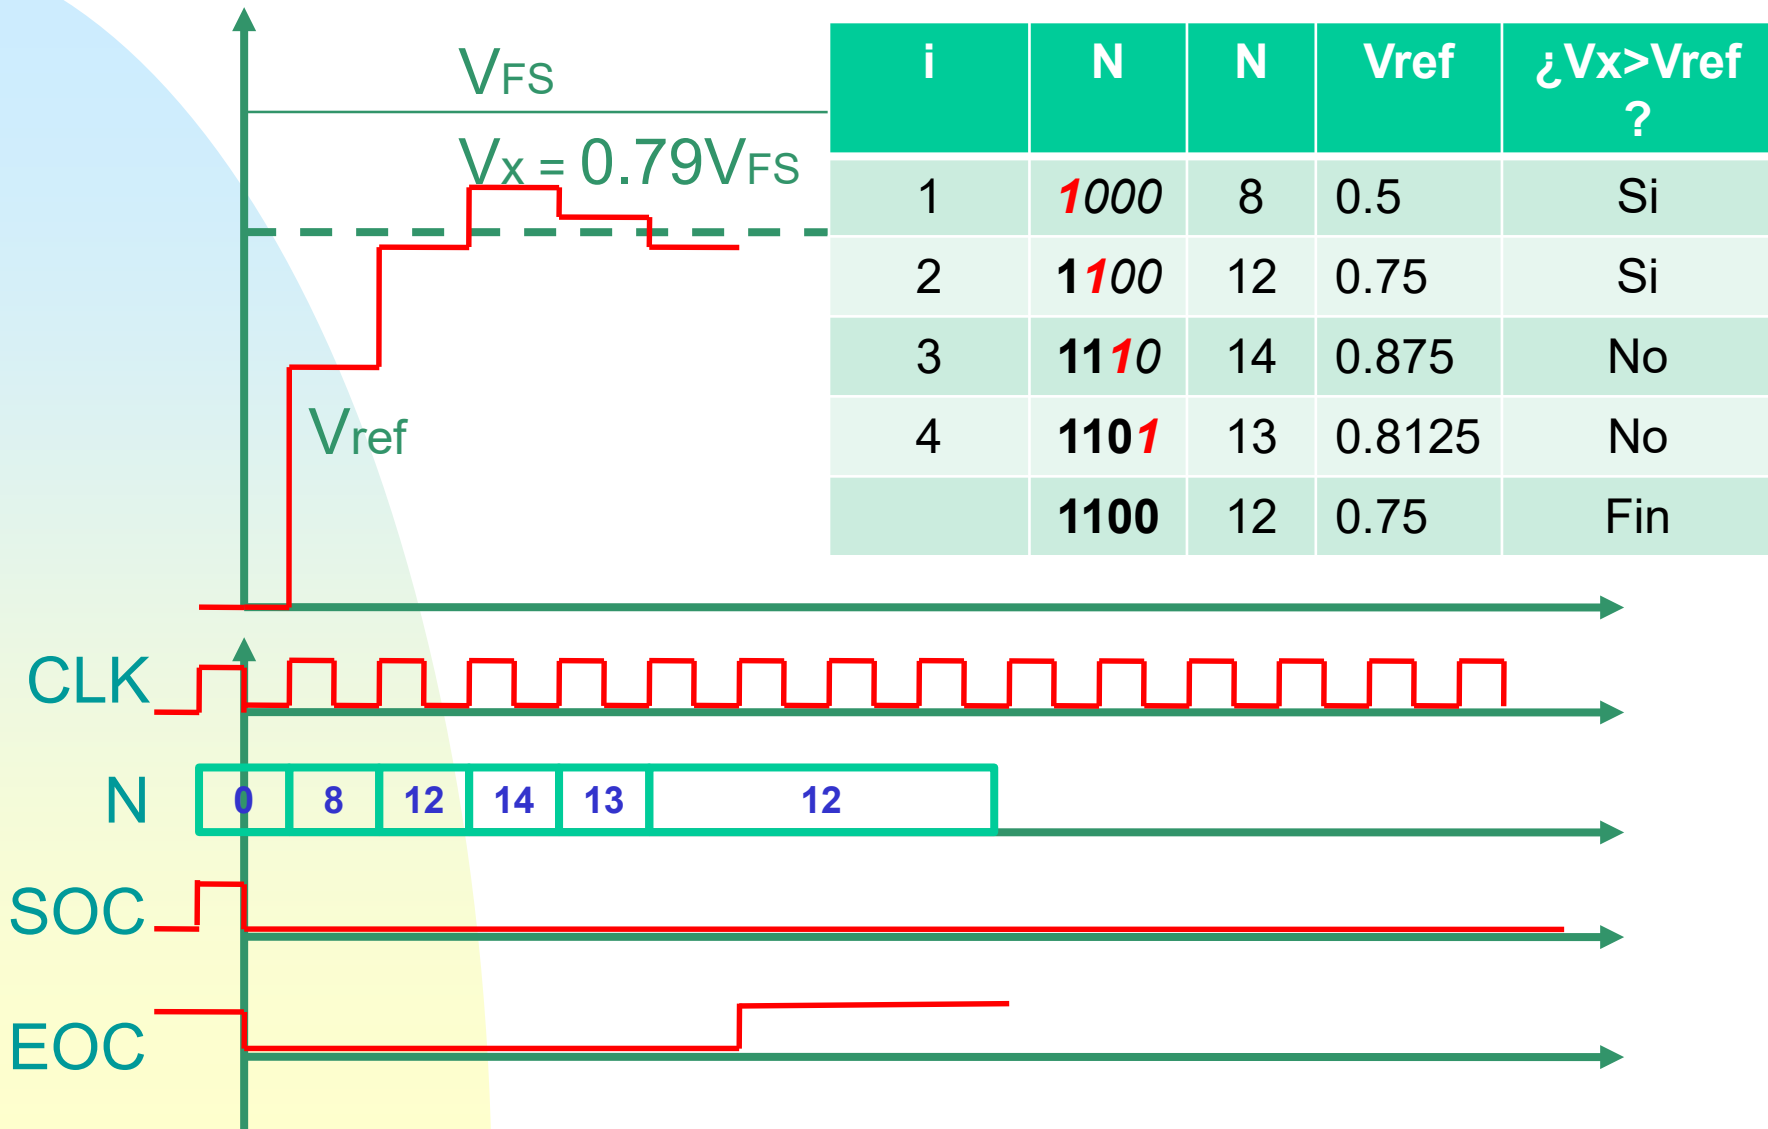 VFS
Vx = 0.79VFS
Vref
i N N Vref ¿Vx>Vref
?
1 1000 8 0.5 Si
2 1100 12 0.75 Si
3 1110 14 0.875 No
4 1101 13 0.8125 No
1100 12 0.75 Fin
CLK
N 0 8 12 14 13 12
SOC
EOC